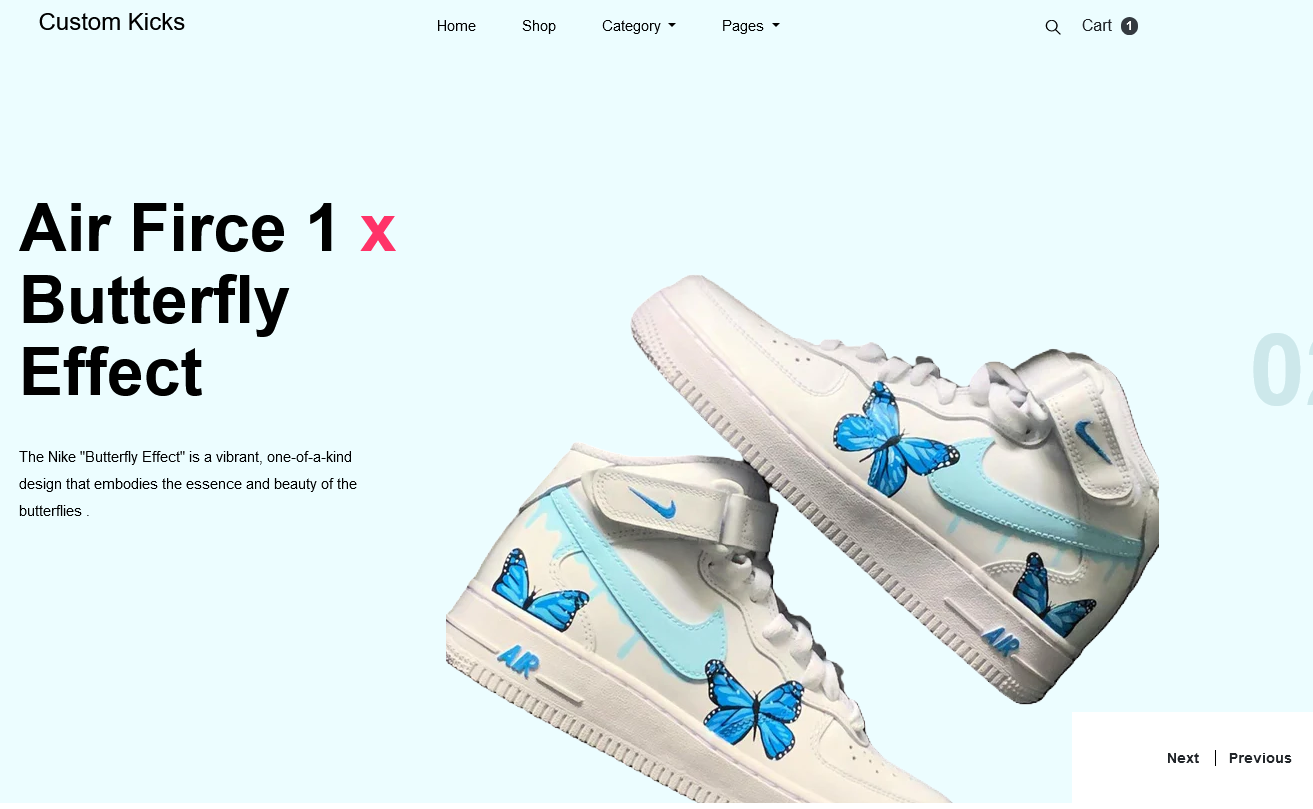 Custom Kicks
Home Shop Category Pages
Cart 1
Air Firce 1 x
Butterfly
Effect
The Nike "Butterfly Effect" is a vibrant, one-of-a-kind
design that embodies the essence and beauty of the
butterflies .
AIR
AIR
Next | Previous